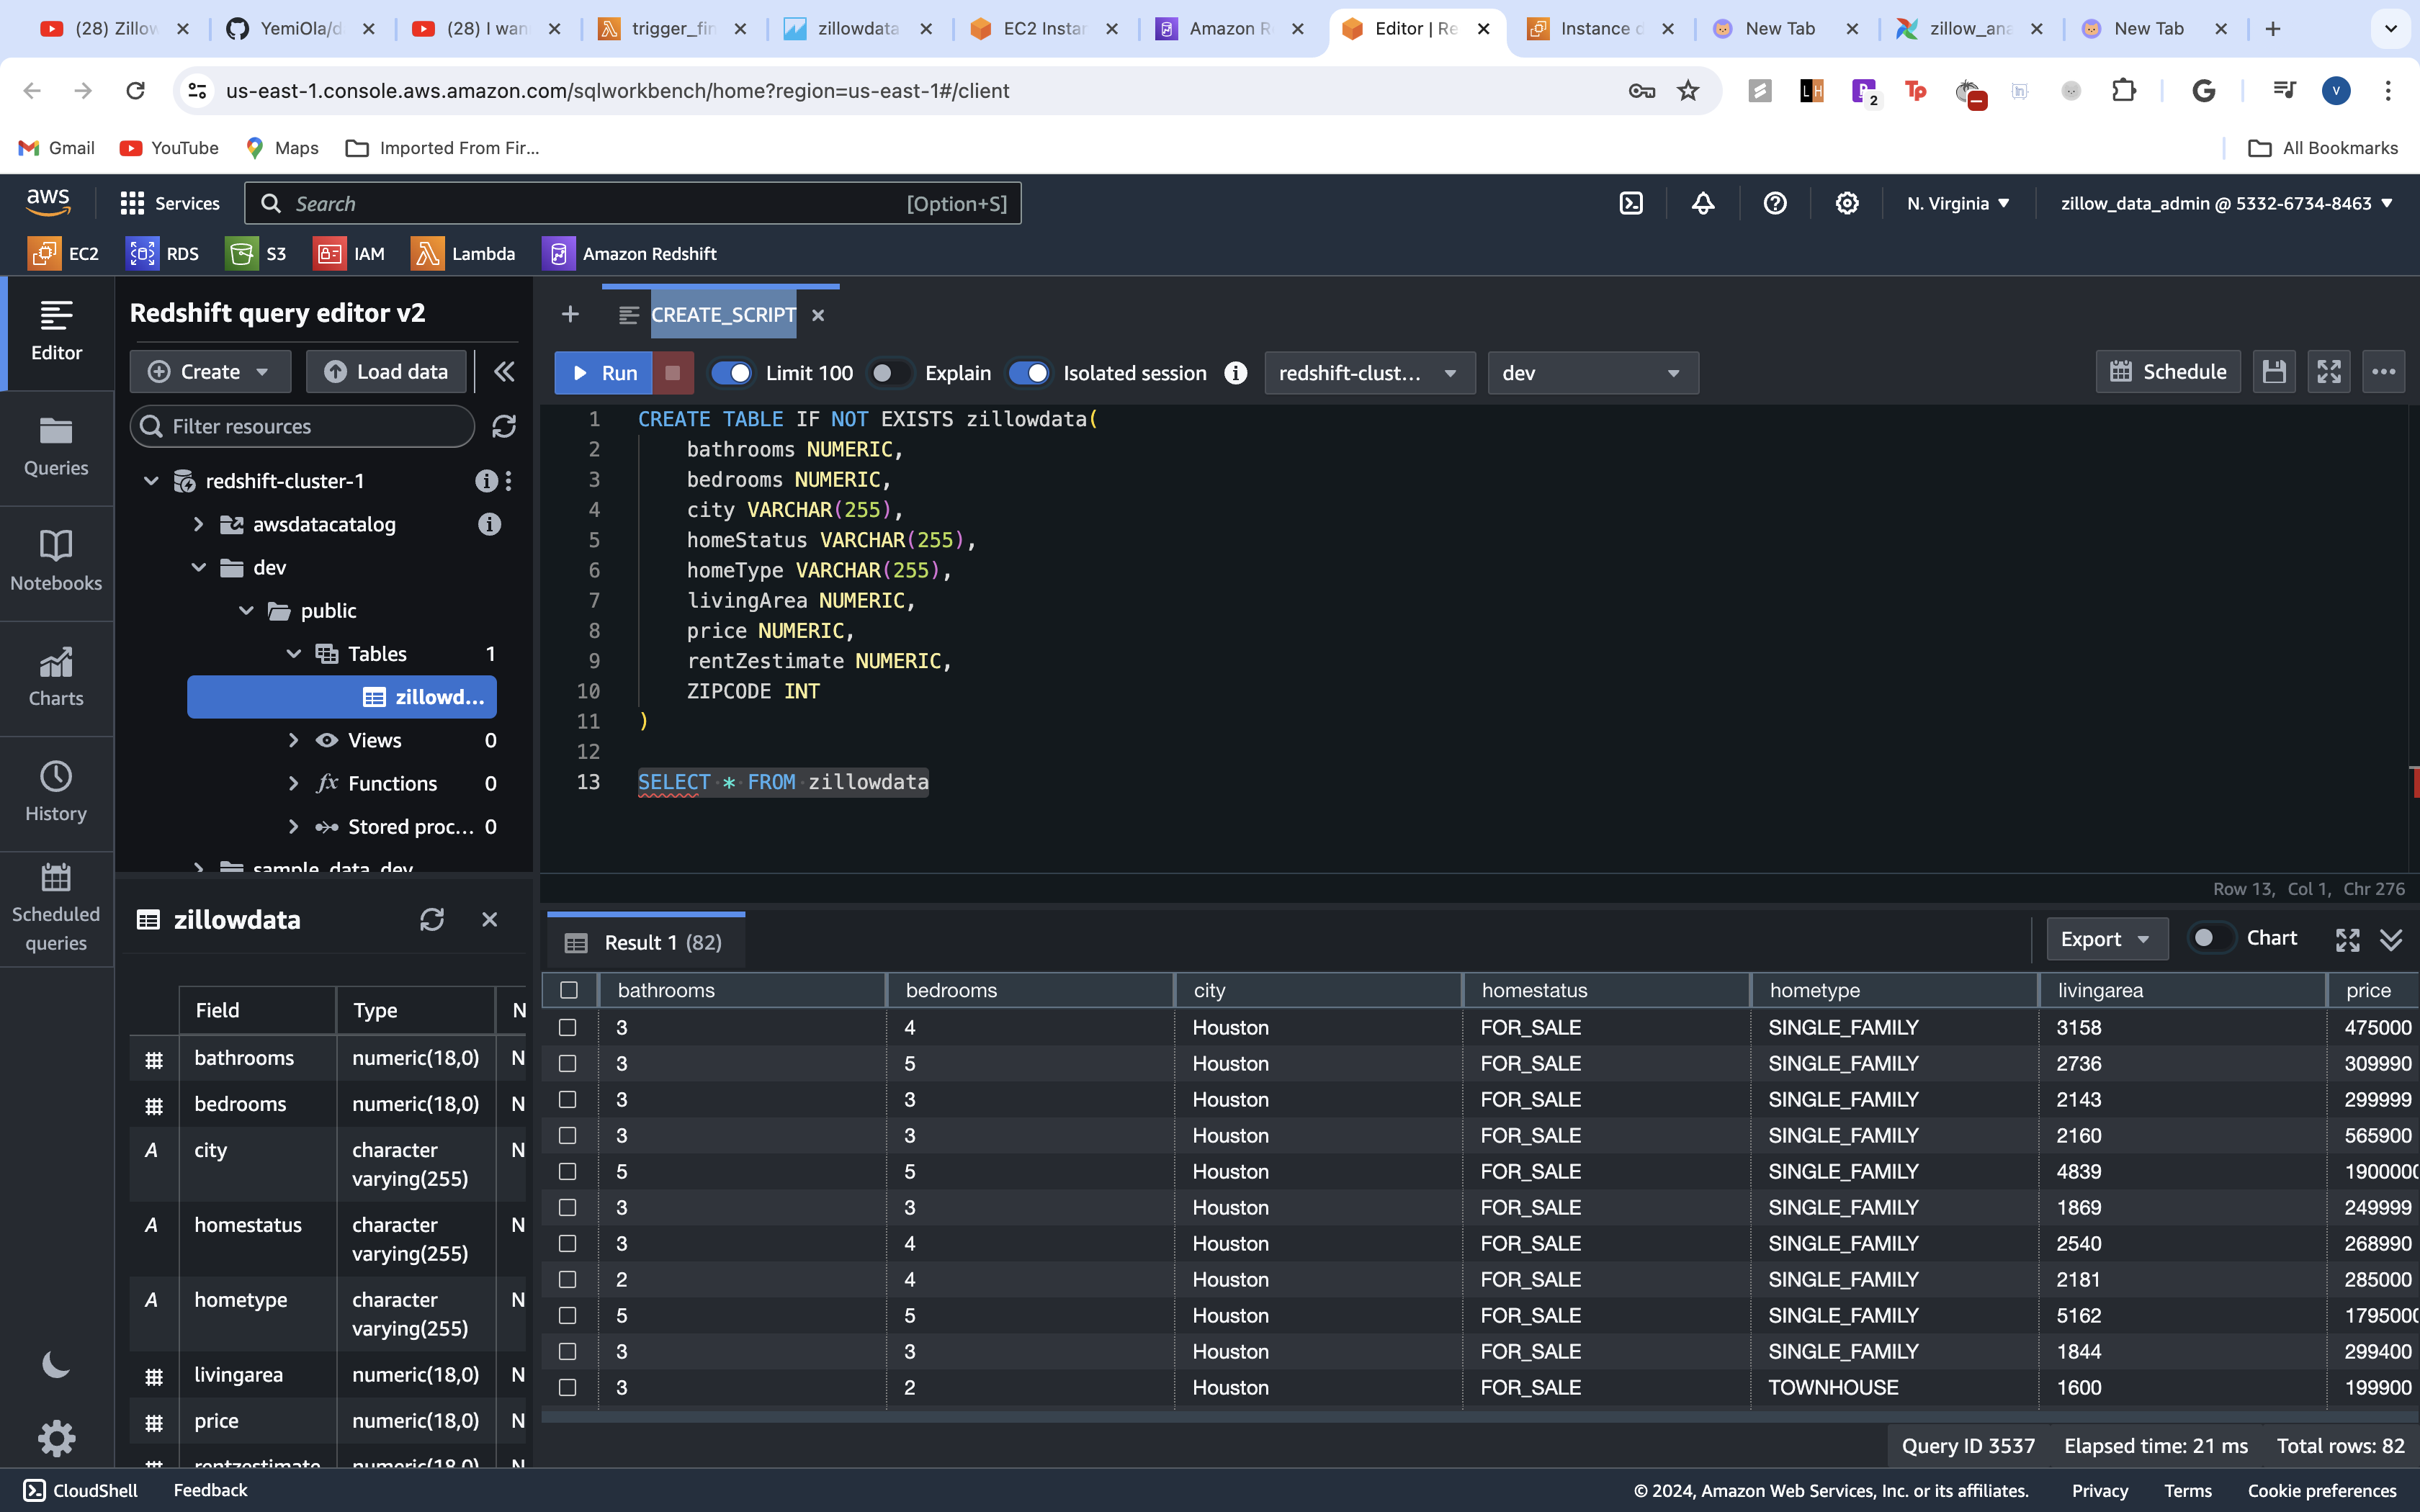 (28) Zillow
YemiOla/d
(28) I wan
trigger_fin
zillowdata
EC2 Instar
Amazon R
Editor | Re
Instance d
New Tab
zillow_ana
New Tab
us-east-1.console.aws.amazon.com/sqlworkbench/home?region=us-east-1#/client
Gmail
YouTube
Maps
Imported From Fir...
All Bookmarks
aws
Services
Search
[Option+S]
N. Virginia
zillow_data_admin @ 5332-6734-8463
EC2
RDS
S3
IAM
Lambda
Amazon Redshift
Editor
Queries
Notebooks
Charts
History
Scheduled
queries
Redshift query editor v2
Create
Load data
Filter resources
redshift-cluster-1
awsdatacatalog
dev
public
Tables 1
zillowd...
Views 0
Functions 0
Stored proc... 0
sample_data_dev
zillowdata
Field Type N
bathrooms numeric(18,0) N
bedrooms numeric(18,0) N
city character varying(255) N
homestatus character varying(255) N
hometype character varying(255) N
livingarea numeric(18,0) N
price numeric(18,0) N
rentzestimate numeric(18,0) N
CREATE_SCRIPT
Run
Limit 100
Explain
Isolated session
redshift-clust...
dev
Schedule
1 CREATE TABLE IF NOT EXISTS zillowdata(
2 bathrooms NUMERIC,
3 bedrooms NUMERIC,
4 city VARCHAR(255),
5 homeStatus VARCHAR(255),
6 homeType VARCHAR(255),
7 livingArea NUMERIC,
8 price NUMERIC,
9 rentZestimate NUMERIC,
10 ZIPCODE INT
11 )
12
13 SELECT * FROM zillowdata
Row 13, Col 1, Chr 276
Result 1 (82)
Export
Chart
bathrooms bedrooms city homestatus hometype livingarea price
3 4 Houston FOR_SALE SINGLE_FAMILY 3158 475000
3 5 Houston FOR_SALE SINGLE_FAMILY 2736 309990
3 3 Houston FOR_SALE SINGLE_FAMILY 2143 299999
3 3 Houston FOR_SALE SINGLE_FAMILY 2160 565900
5 5 Houston FOR_SALE SINGLE_FAMILY 4839 1900000
3 3 Houston FOR_SALE SINGLE_FAMILY 1869 249999
3 4 Houston FOR_SALE SINGLE_FAMILY 2540 268990
2 4 Houston FOR_SALE SINGLE_FAMILY 2181 285000
5 5 Houston FOR_SALE SINGLE_FAMILY 5162 1795000
3 3 Houston FOR_SALE SINGLE_FAMILY 1844 299400
3 2 Houston FOR_SALE TOWNHOUSE 1600 199900
Query ID 3537 Elapsed time: 21 ms Total rows: 82
CloudShell
Feedback
© 2024, Amazon Web Services, Inc. or its affiliates.
Privacy
Terms
Cookie preferences